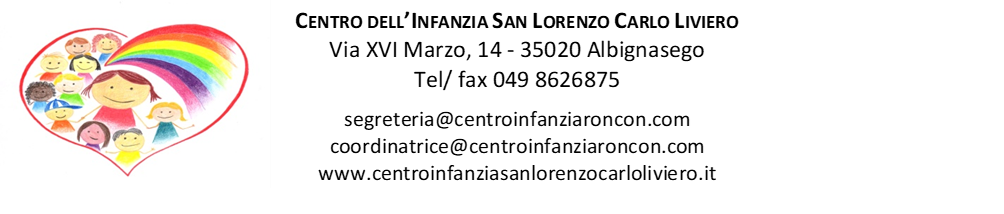 CENTRO DELL'INFANZIA SAN LORENZO CARLO LIVIERO
Via XVI Marzo, 14 - 35020 Albignasego
Tel/ fax 049 8626875
segreteria@centroinfanziaroncon.com
coordinatrice@centroinfanziaroncon.com
www.centroinfanziasanlorenzocarloliviero.it